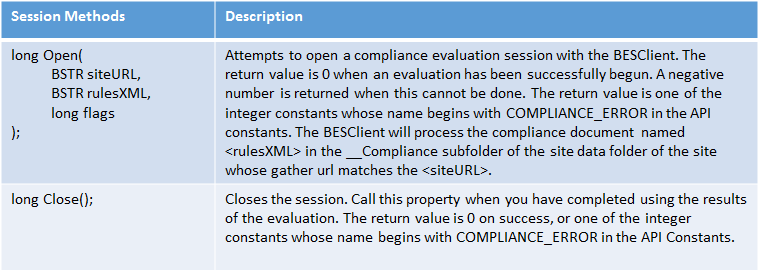 Session Methods Description
long Open(
BSTR siteURL,
BSTR rulesXML,
long flags
);
Attempts to open a compliance evaluation session with the BESClient. The
return value is 0 when an evaluation has been successfully begun. A negative
number is returned when this cannot be done. The return value is one of the
integer constants whose name begins with COMPLIANCE_ERROR in the API
constants. The BESClient will process the compliance document named
<rulesXML> in the __Compliance subfolder of the site data folder of the site
whose gather url matches the <siteURL>.
long Close();
Closes the session. Call this property when you have completed using the results
of the evaluation. The return value is 0 on success, or one of the integer
constants whose name begins with COMPLIANCE_ERROR in the API Constants.